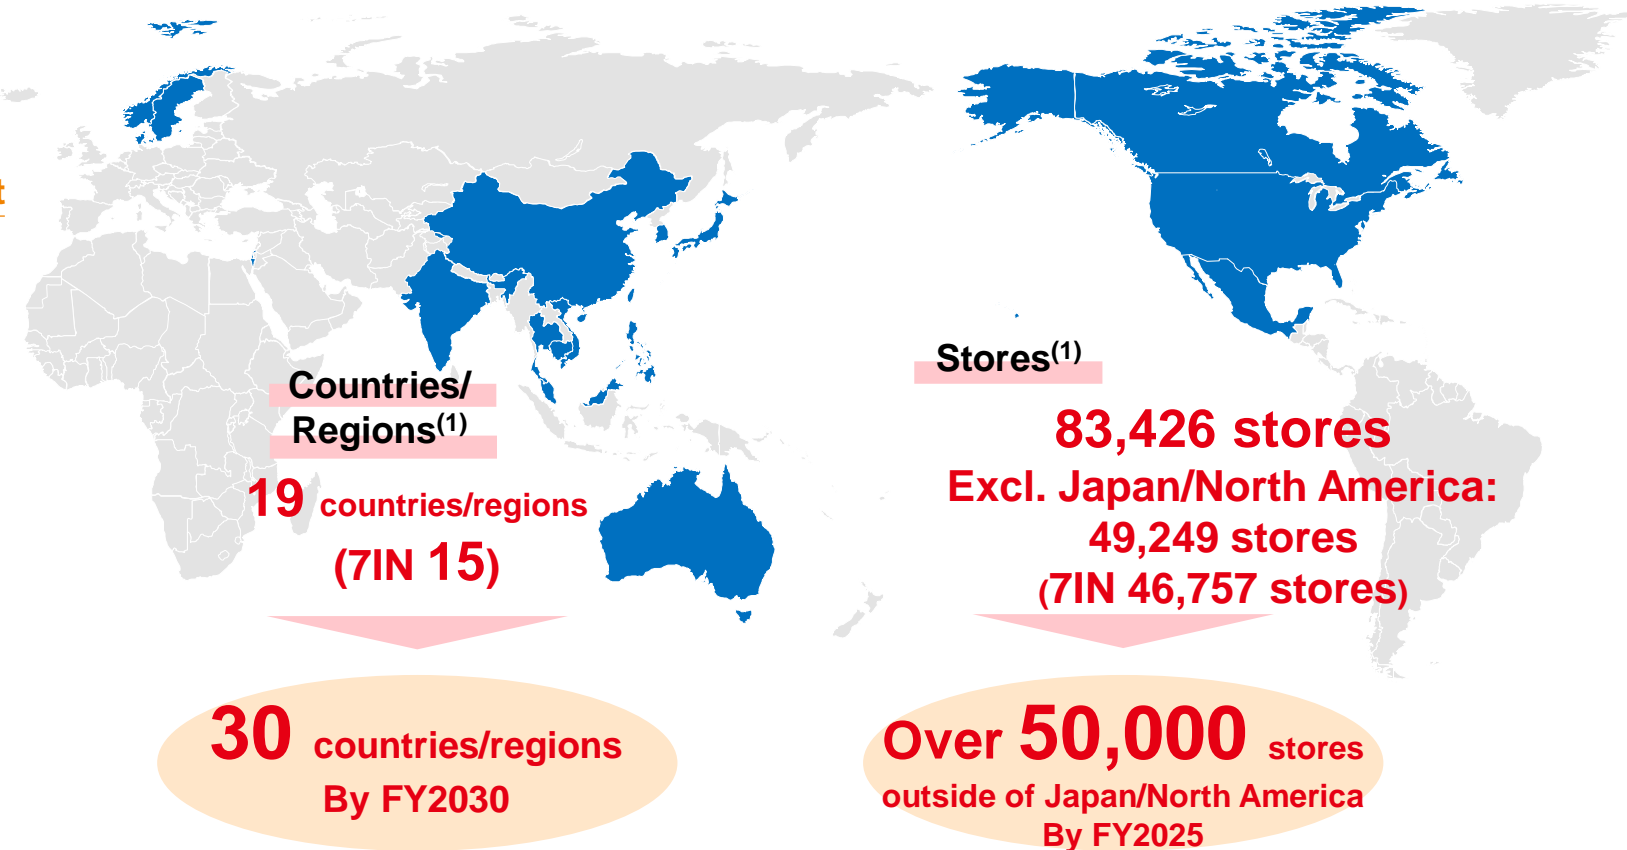 Countries/
Regions(1)
19 countries/regions
(7IN 15)
30 countries/regions
By FY2030
Stores(1)
83,426 stores
Excl. Japan/North America:
49,249 stores
(7IN 46,757 stores)
Over 50,000 stores
outside of Japan/North America
By FY2025